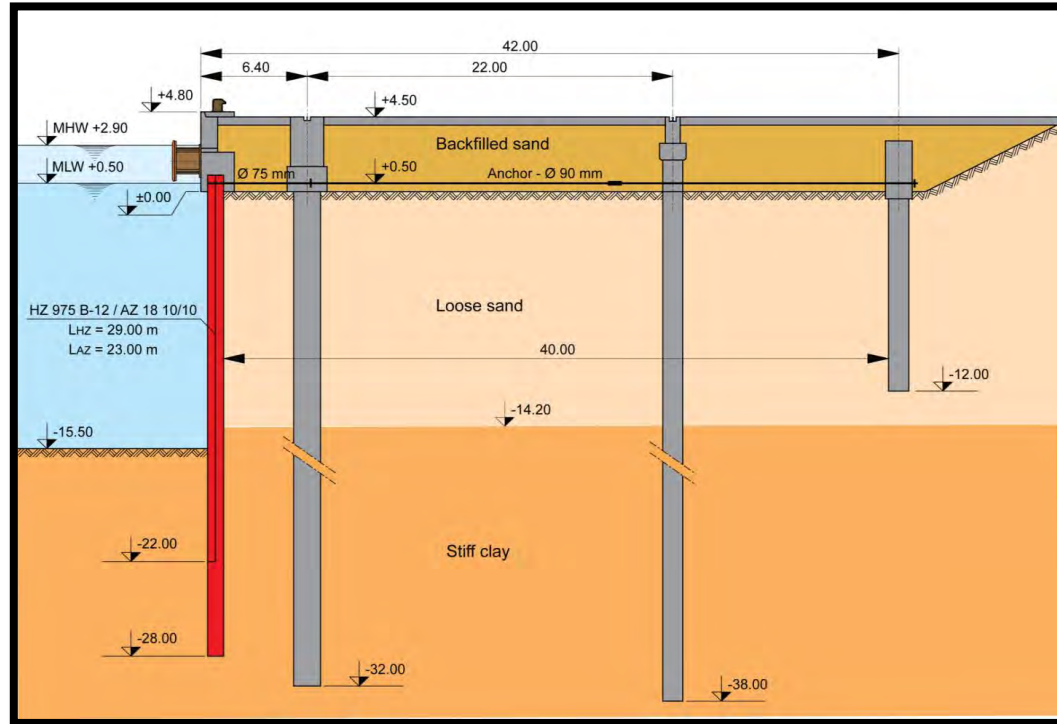 42.00
6.40
22.00
+4.80
+4.50
MHW +2.90
Backfilled sand
MLW +0.50
Ø 75 mm
+0.50
Anchor - Ø 90 mm
±0.00
HZ 975 B-12 / AZ 18 10/10
LHZ = 29.00 m
LAZ = 23.00 m
Loose sand
40.00
-12.00
-14.20
-15.50
Stiff clay
-22.00
-28.00
-32.00
-38.00